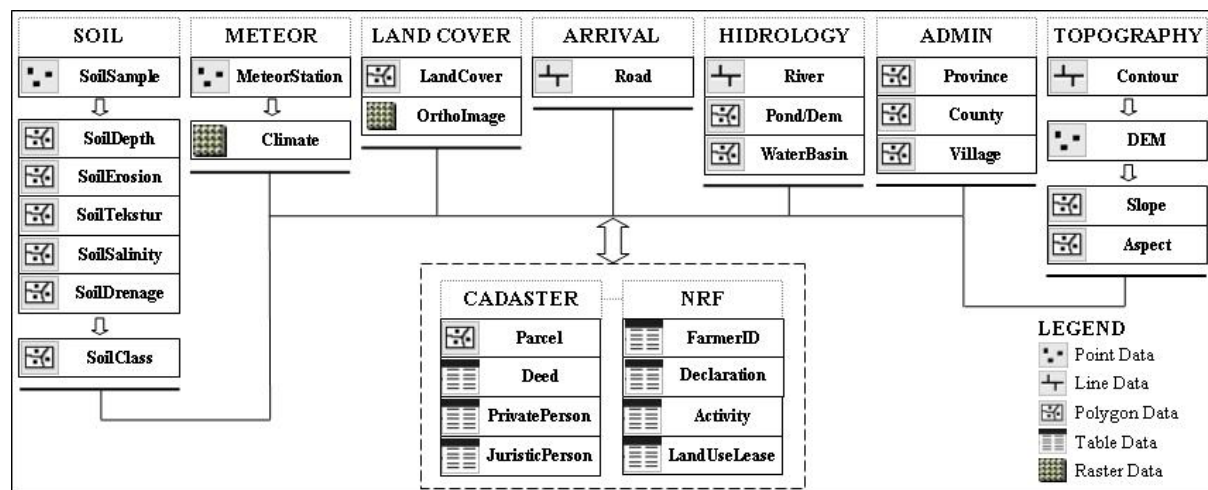 SOIL
SoilSample
SoilDepth
SoilErosion
SoilTekstur
SoilSalinity
SoilDrenage
SoilClass
METEOR
MeteorStation
Climate
LAND COVER
LandCover
OrthoImage
ARRIVAL
Road
HIDROLOGY
River
Pond/Dem
WaterBasin
ADMIN
Province
County
Village
TOPOGRAPHY
Contour
DEM
Slope
Aspect
CADASTER
Parcel
Deed
PrivatePerson
JuristicPerson
NRF
FarmerID
Declaration
Activity
LandUseLease
LEGEND
Point Data
Line Data
Polygon Data
Table Data
Raster Data